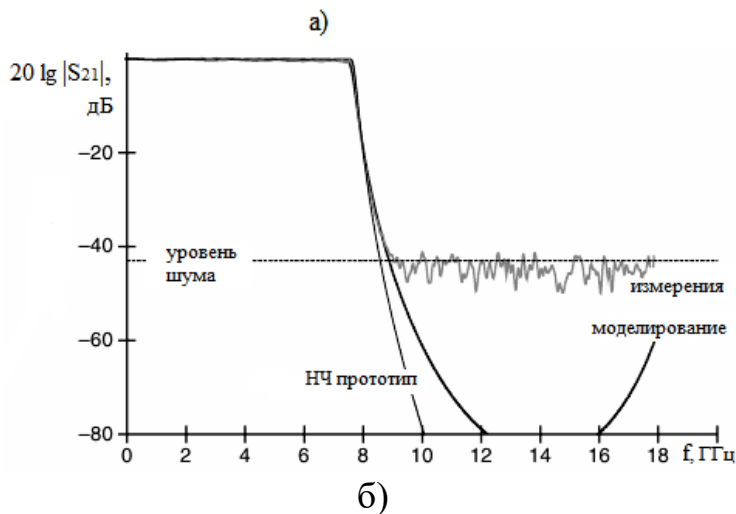 а)
20 lg |S21|,
дБ
−20
−40
−60
−80
уровень
шума
измерения
моделирование
НЧ прототип
0 2 4 6 8 10 12 14 16 18 f, ГГц
б)